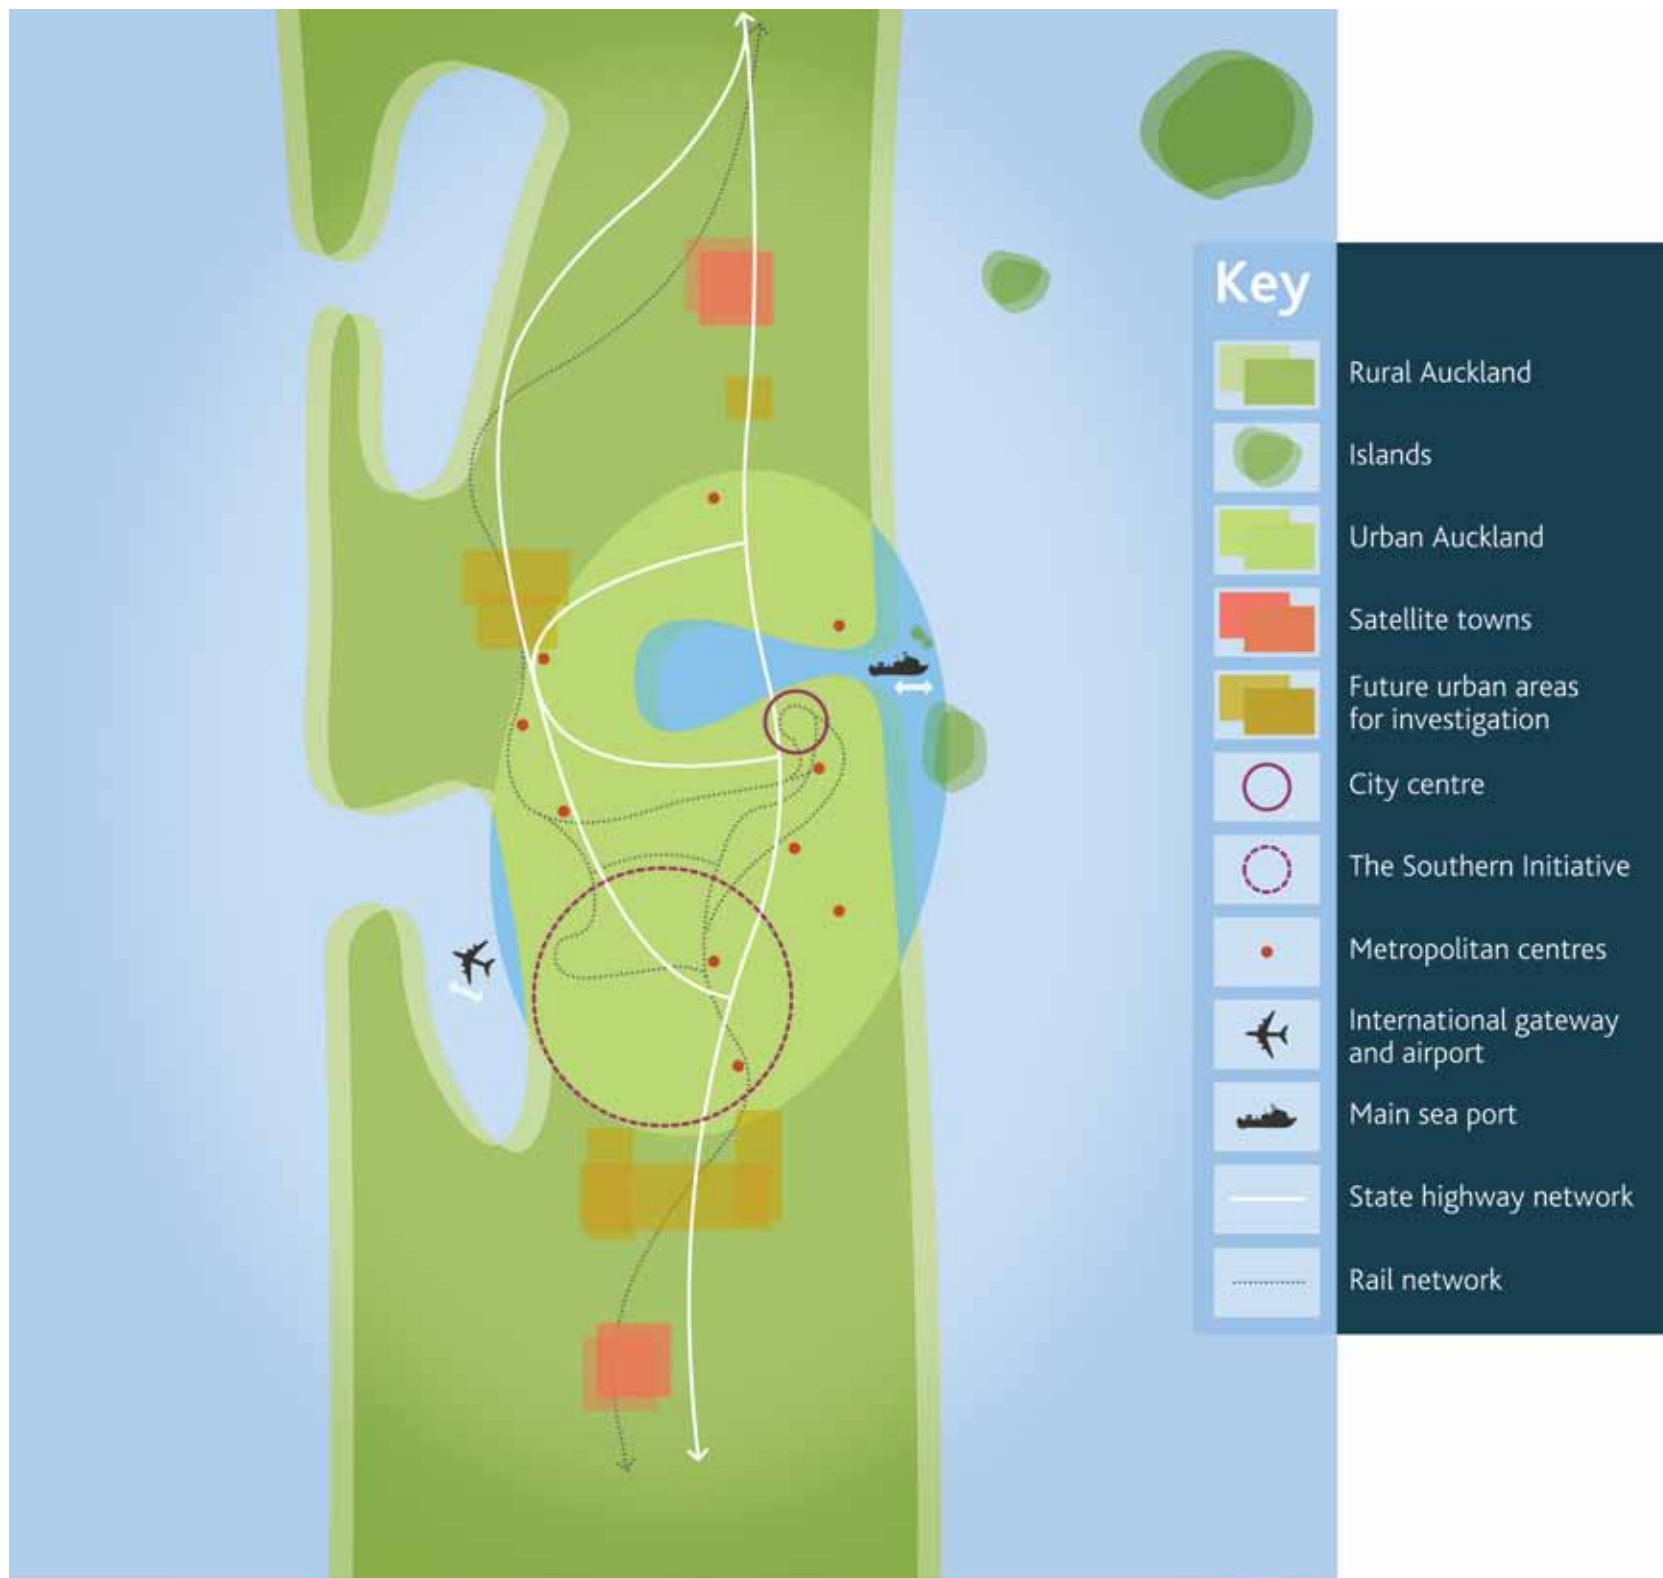 Key
Rural Auckland
Islands
Urban Auckland
Satellite towns
Future urban areas
for investigation
City centre
The Southern Initiative
Metropolitan centres
International gateway
and airport
Main sea port
State highway network
Rail network